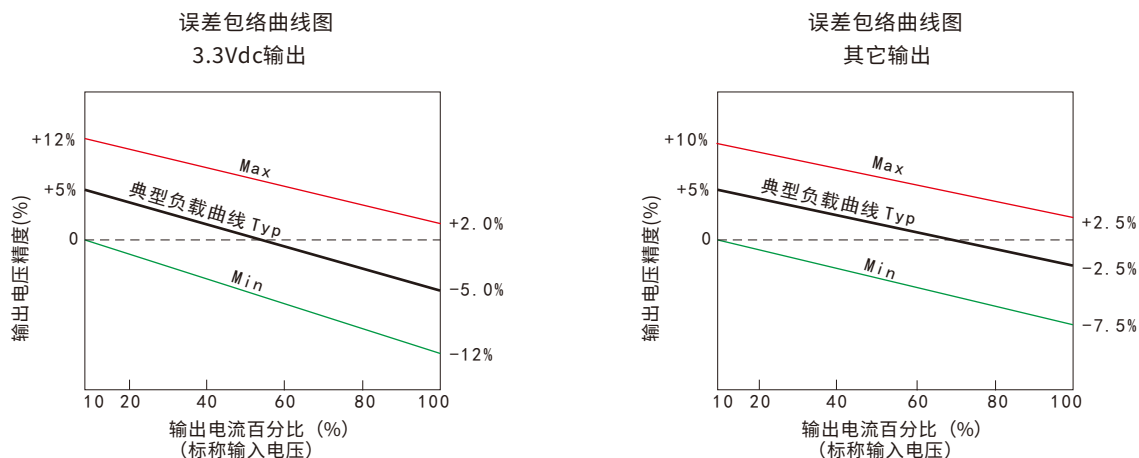 误差包络曲线图
3.3Vdc输出
+12%
+5%
0
输出电压精度(%)
Max
典型负载曲线 Typ
Min
+2.0%
−5.0%
−12%
10 20 40 60 80 100
输出电流百分比 (%)
(标称输入电压)
误差包络曲线图
其它输出
+10%
+5%
0
输出电压精度(%)
Max
典型负载曲线 Typ
Min
+2.5%
−2.5%
−7.5%
10 20 40 60 80 100
输出电流百分比 (%)
(标称输入电压)